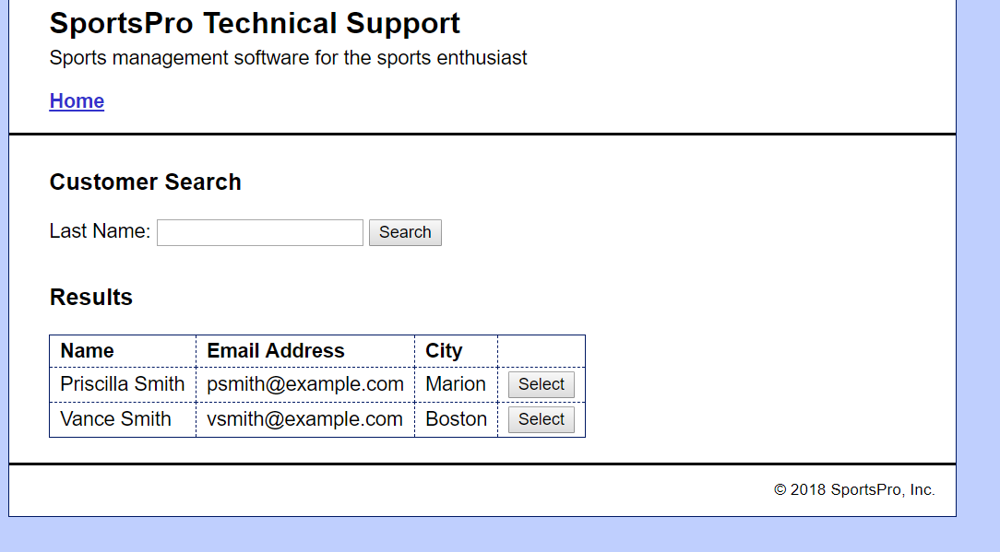 SportsPro Technical Support
Sports management software for the sports enthusiast
Home
Customer Search
Last Name: Search
Results
Name Email Address City
Priscilla Smith psmith@example.com Marion Select
Vance Smith vsmith@example.com Boston Select
© 2018 SportsPro, Inc.